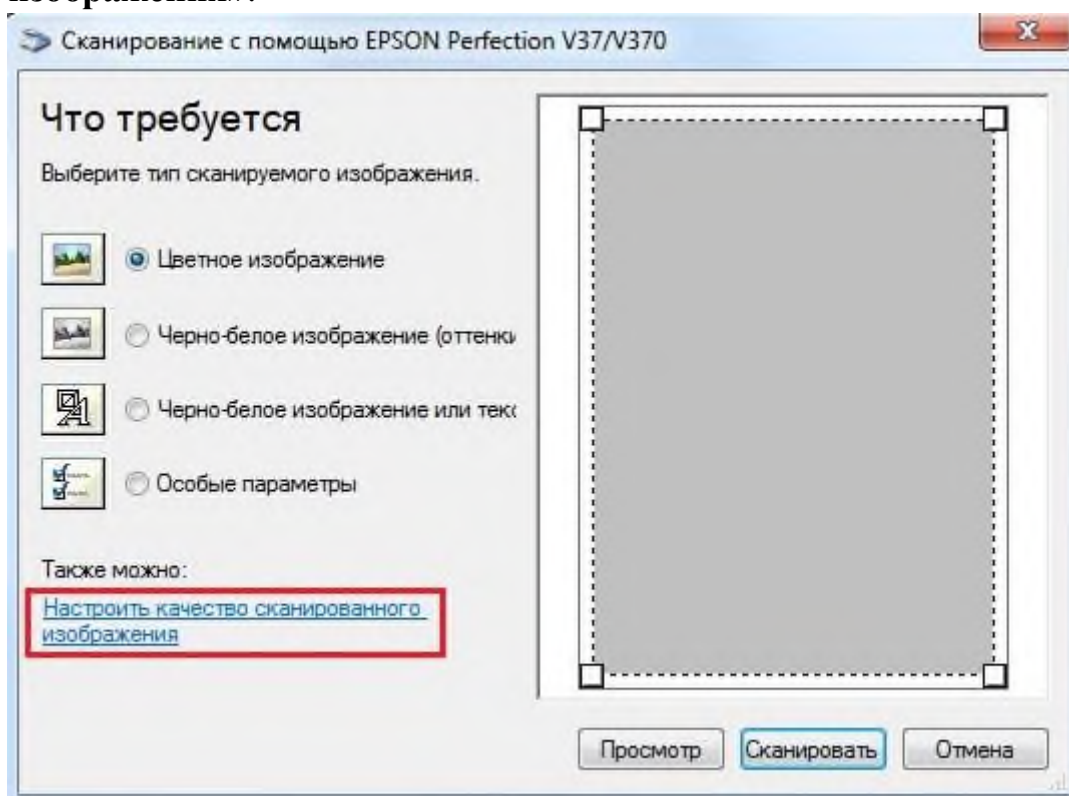 Сканирование с помощью EPSON Perfection V37/V370
Что требуется
Выберите тип сканируемого изображения.
Цветное изображение
Черно-белое изображение (оттенки
Черно-белое изображение или текс
Особые параметры
Также можно:
Настроить качество сканированного
изображения
Просмотр Сканировать Отмена